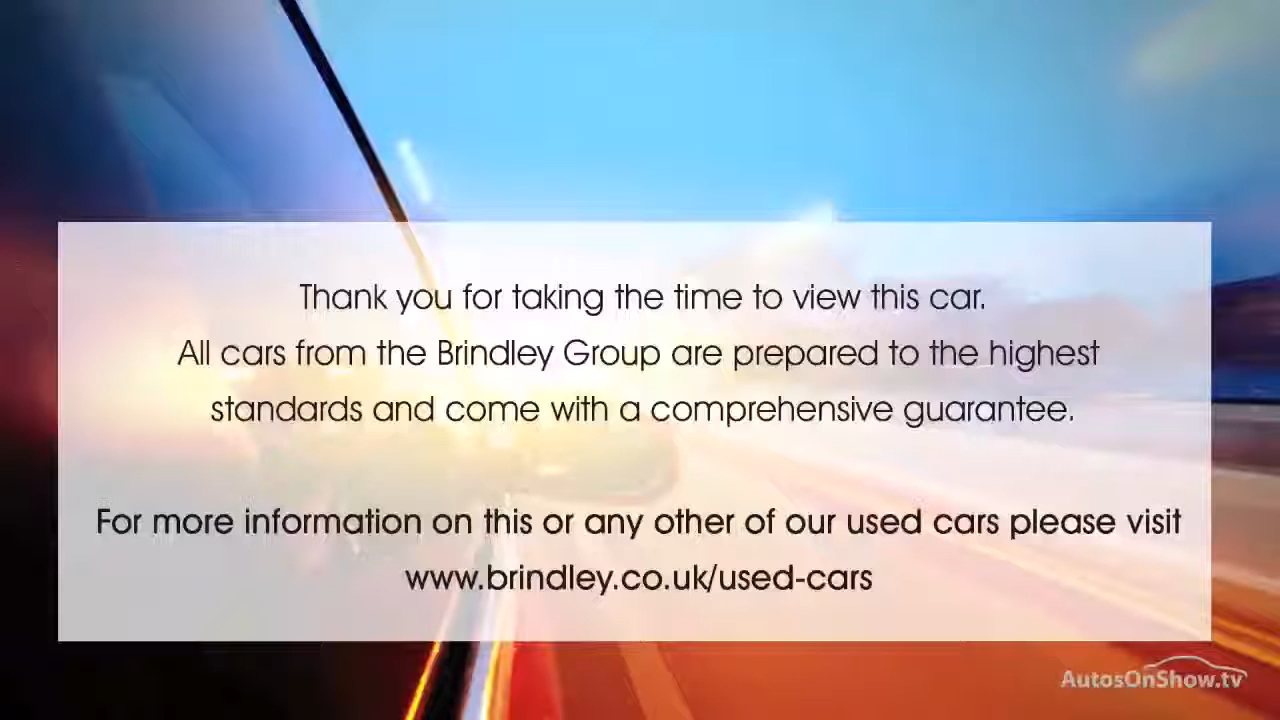 Thank you for taking the time to view this car.
All cars from the Brindley Group are prepared to the highest
standards and come with a comprehensive guarantee.
For more information on this or any other of our used cars please visit
www.brindley.co.uk/used-cars
AutosOnShow.tv